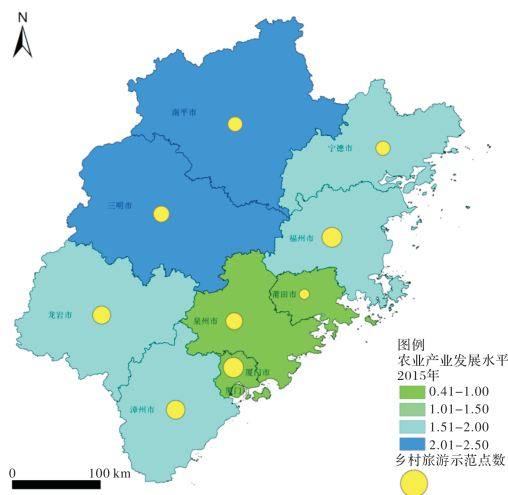 N
南平市
宁德市
三明市
福州市
莆田市
龙岩市
泉州市
厦门市
厦门市
漳州市
图例
农业产业发展水平
2015年
0.41-1.00
1.01-1.50
1.51-2.00
2.01-2.50
乡村旅游示范点数
0 100 km